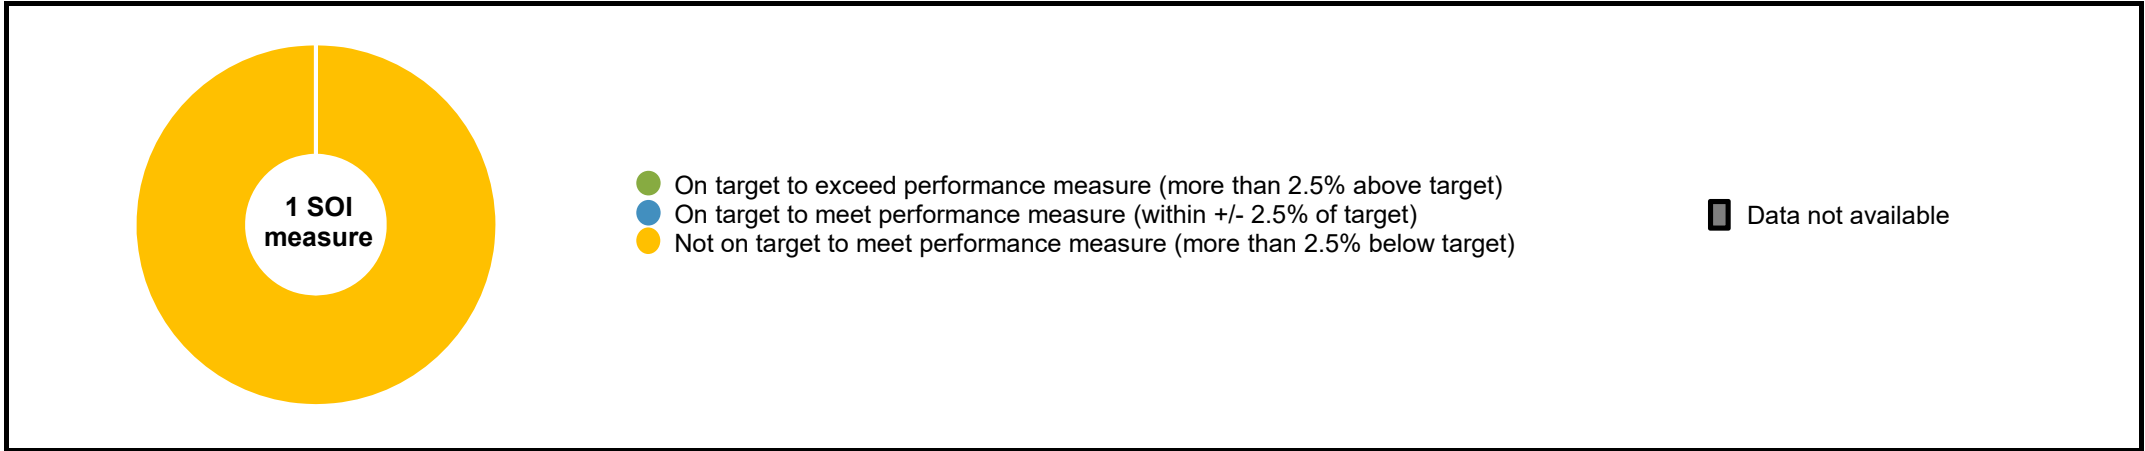 1 SOI
measure
On target to exceed performance measure (more than 2.5% above target)
On target to meet performance measure (within +/- 2.5% of target)
Not on target to meet performance measure (more than 2.5% below target)
Data not available